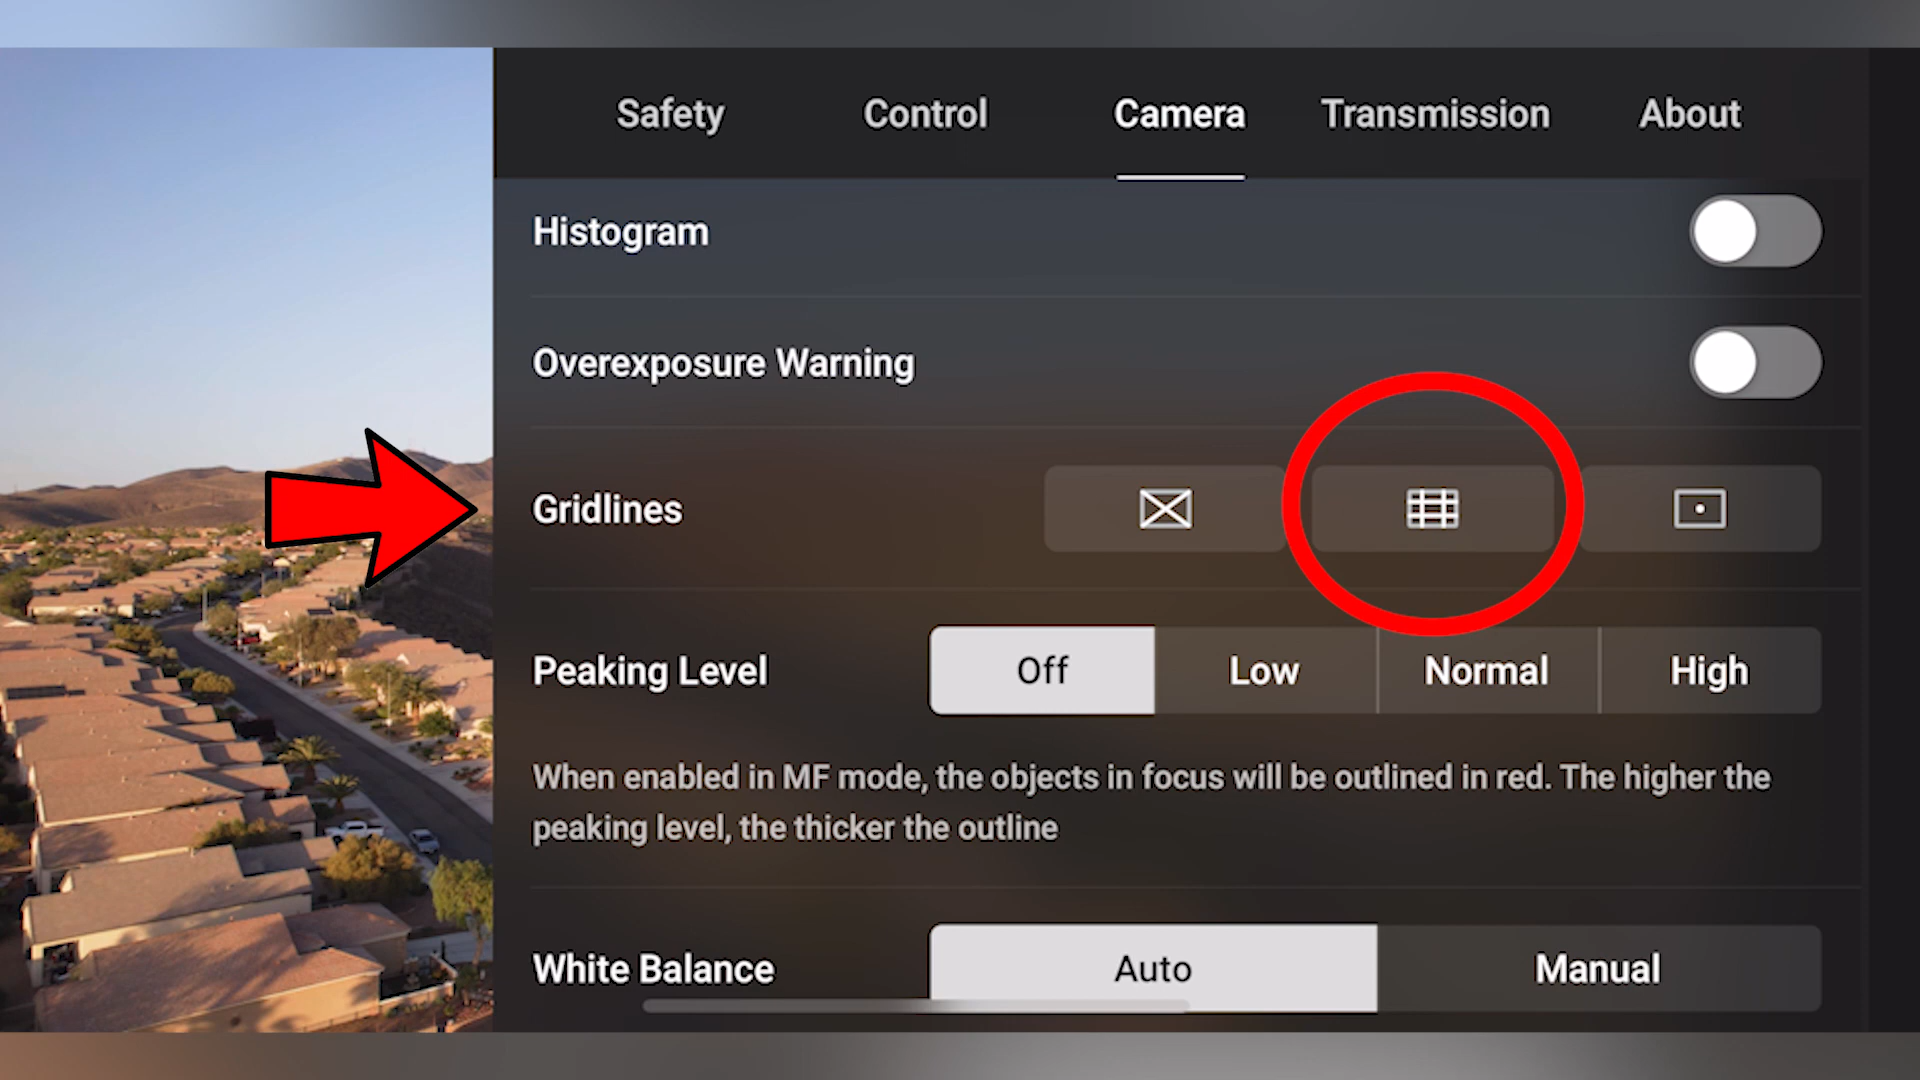 Safety Control Camera Transmission About
Histogram
Overexposure Warning
Gridlines
Peaking Level Off Low Normal High
When enabled in MF mode, the objects in focus will be outlined in red. The higher the
peaking level, the thicker the outline
White Balance Auto Manual